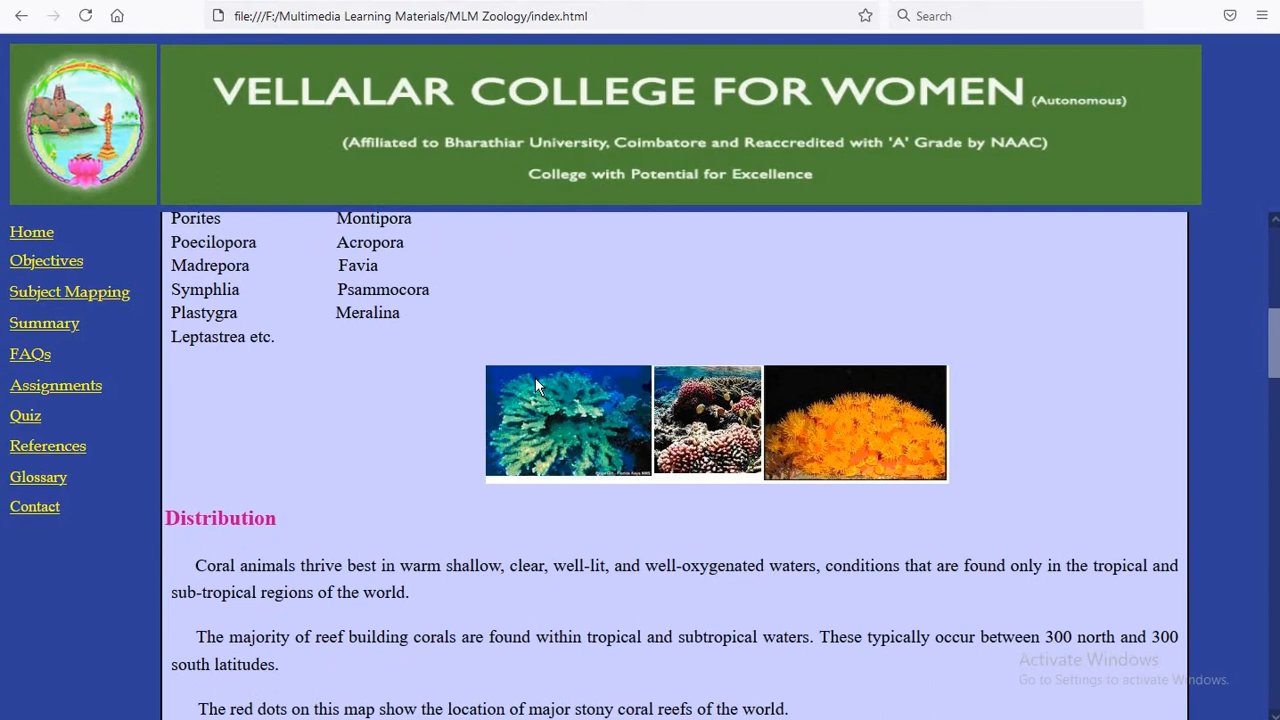 file:///F:/Multimedia Learning Materials/MLM Zoology/index.html
Search
VELLALAR COLLEGE FOR WOMEN (Autonomous)
(Affiliated to Bharathiar University, Coimbatore and Reaccredited with 'A' Grade by NAAC)
College with Potential for Excellence
Home
Objectives
Subject Mapping
Summary
FAQs
Assignments
Quiz
References
Glossary
Contact
Porites Montipora
Poecilopora Acropora
Madrepora Favia
Symphlia Psammocora
Plastygra Meralina
Leptastrea etc.
Distribution
Coral animals thrive best in warm shallow, clear, well-lit, and well-oxygenated waters, conditions that are found only in the tropical and
sub-tropical regions of the world.
The majority of reef building corals are found within tropical and subtropical waters. These typically occur between 300 north and 300
south latitudes.
The red dots on this map show the location of major stony coral reefs of the world.
Activate Windows
Go to Settings to activate Windows.